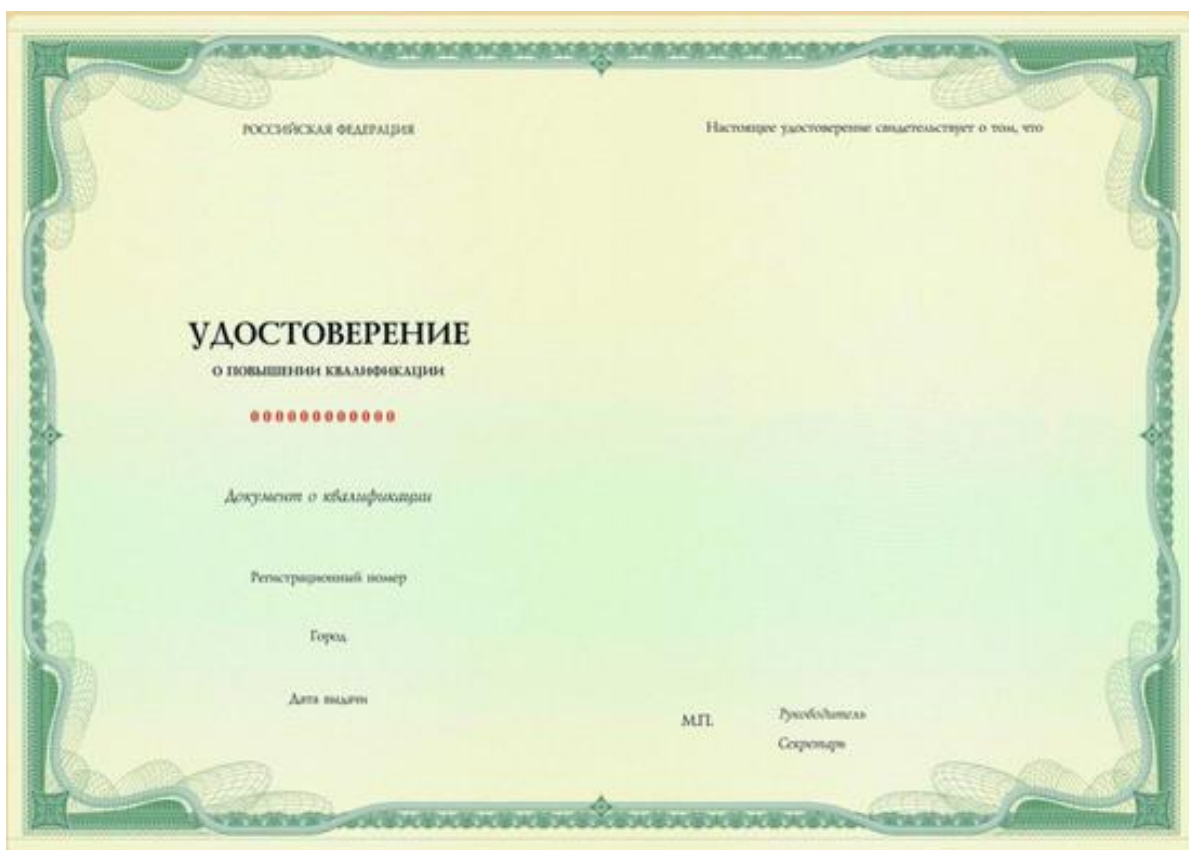 РОССИЙСКАЯ ФЕДЕРАЦИЯ
УДОСТОВЕРЕНИЕ
О ПОВЫШЕНИИ КВАЛИФИКАЦИИ
000000000000
Документ о квалификации
Регистрационный номер
Город
Дата выдачи
Настоящее удостоверение свидетельствует о том, что
М.П.
Руководитель
Секретарь